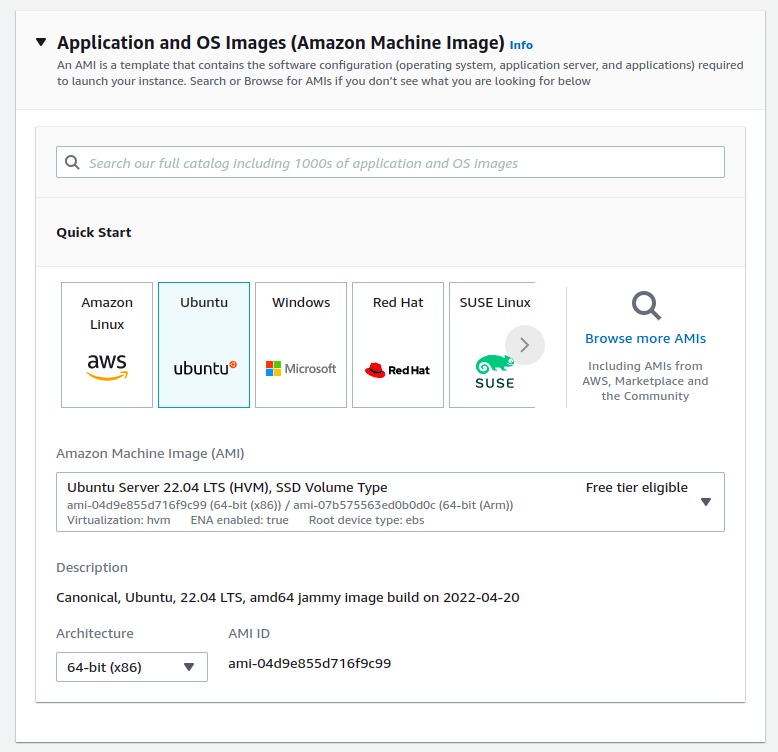 Application and OS Images (Amazon Machine Image) Info
An AMI is a template that contains the software configuration (operating system, application server, and applications) required
to launch your instance. Search or Browse for AMIs if you don't see what you are looking for below
Search our full catalog including 1000s of application and OS images
Quick Start
Amazon
Linux
aws
Ubuntu
ubuntu
Windows
Microsoft
Red Hat
Red Hat
SUSE Linux
SUSE
Browse more AMIs
Including AMIs from
AWS, Marketplace and
the Community
Amazon Machine Image (AMI)
Ubuntu Server 22.04 LTS (HVM), SSD Volume Type
Free tier eligible
ami-04d9e855d716f9c99 (64-bit (x86)) / ami-07b575563ed0b0d0c (64-bit (Arm))
Virtualization: hvm ENA enabled: true Root device type: ebs
Description
Canonical, Ubuntu, 22.04 LTS, amd64 jammy image build on 2022-04-20
Architecture
64-bit (x86)
AMI ID
ami-04d9e855d716f9c99